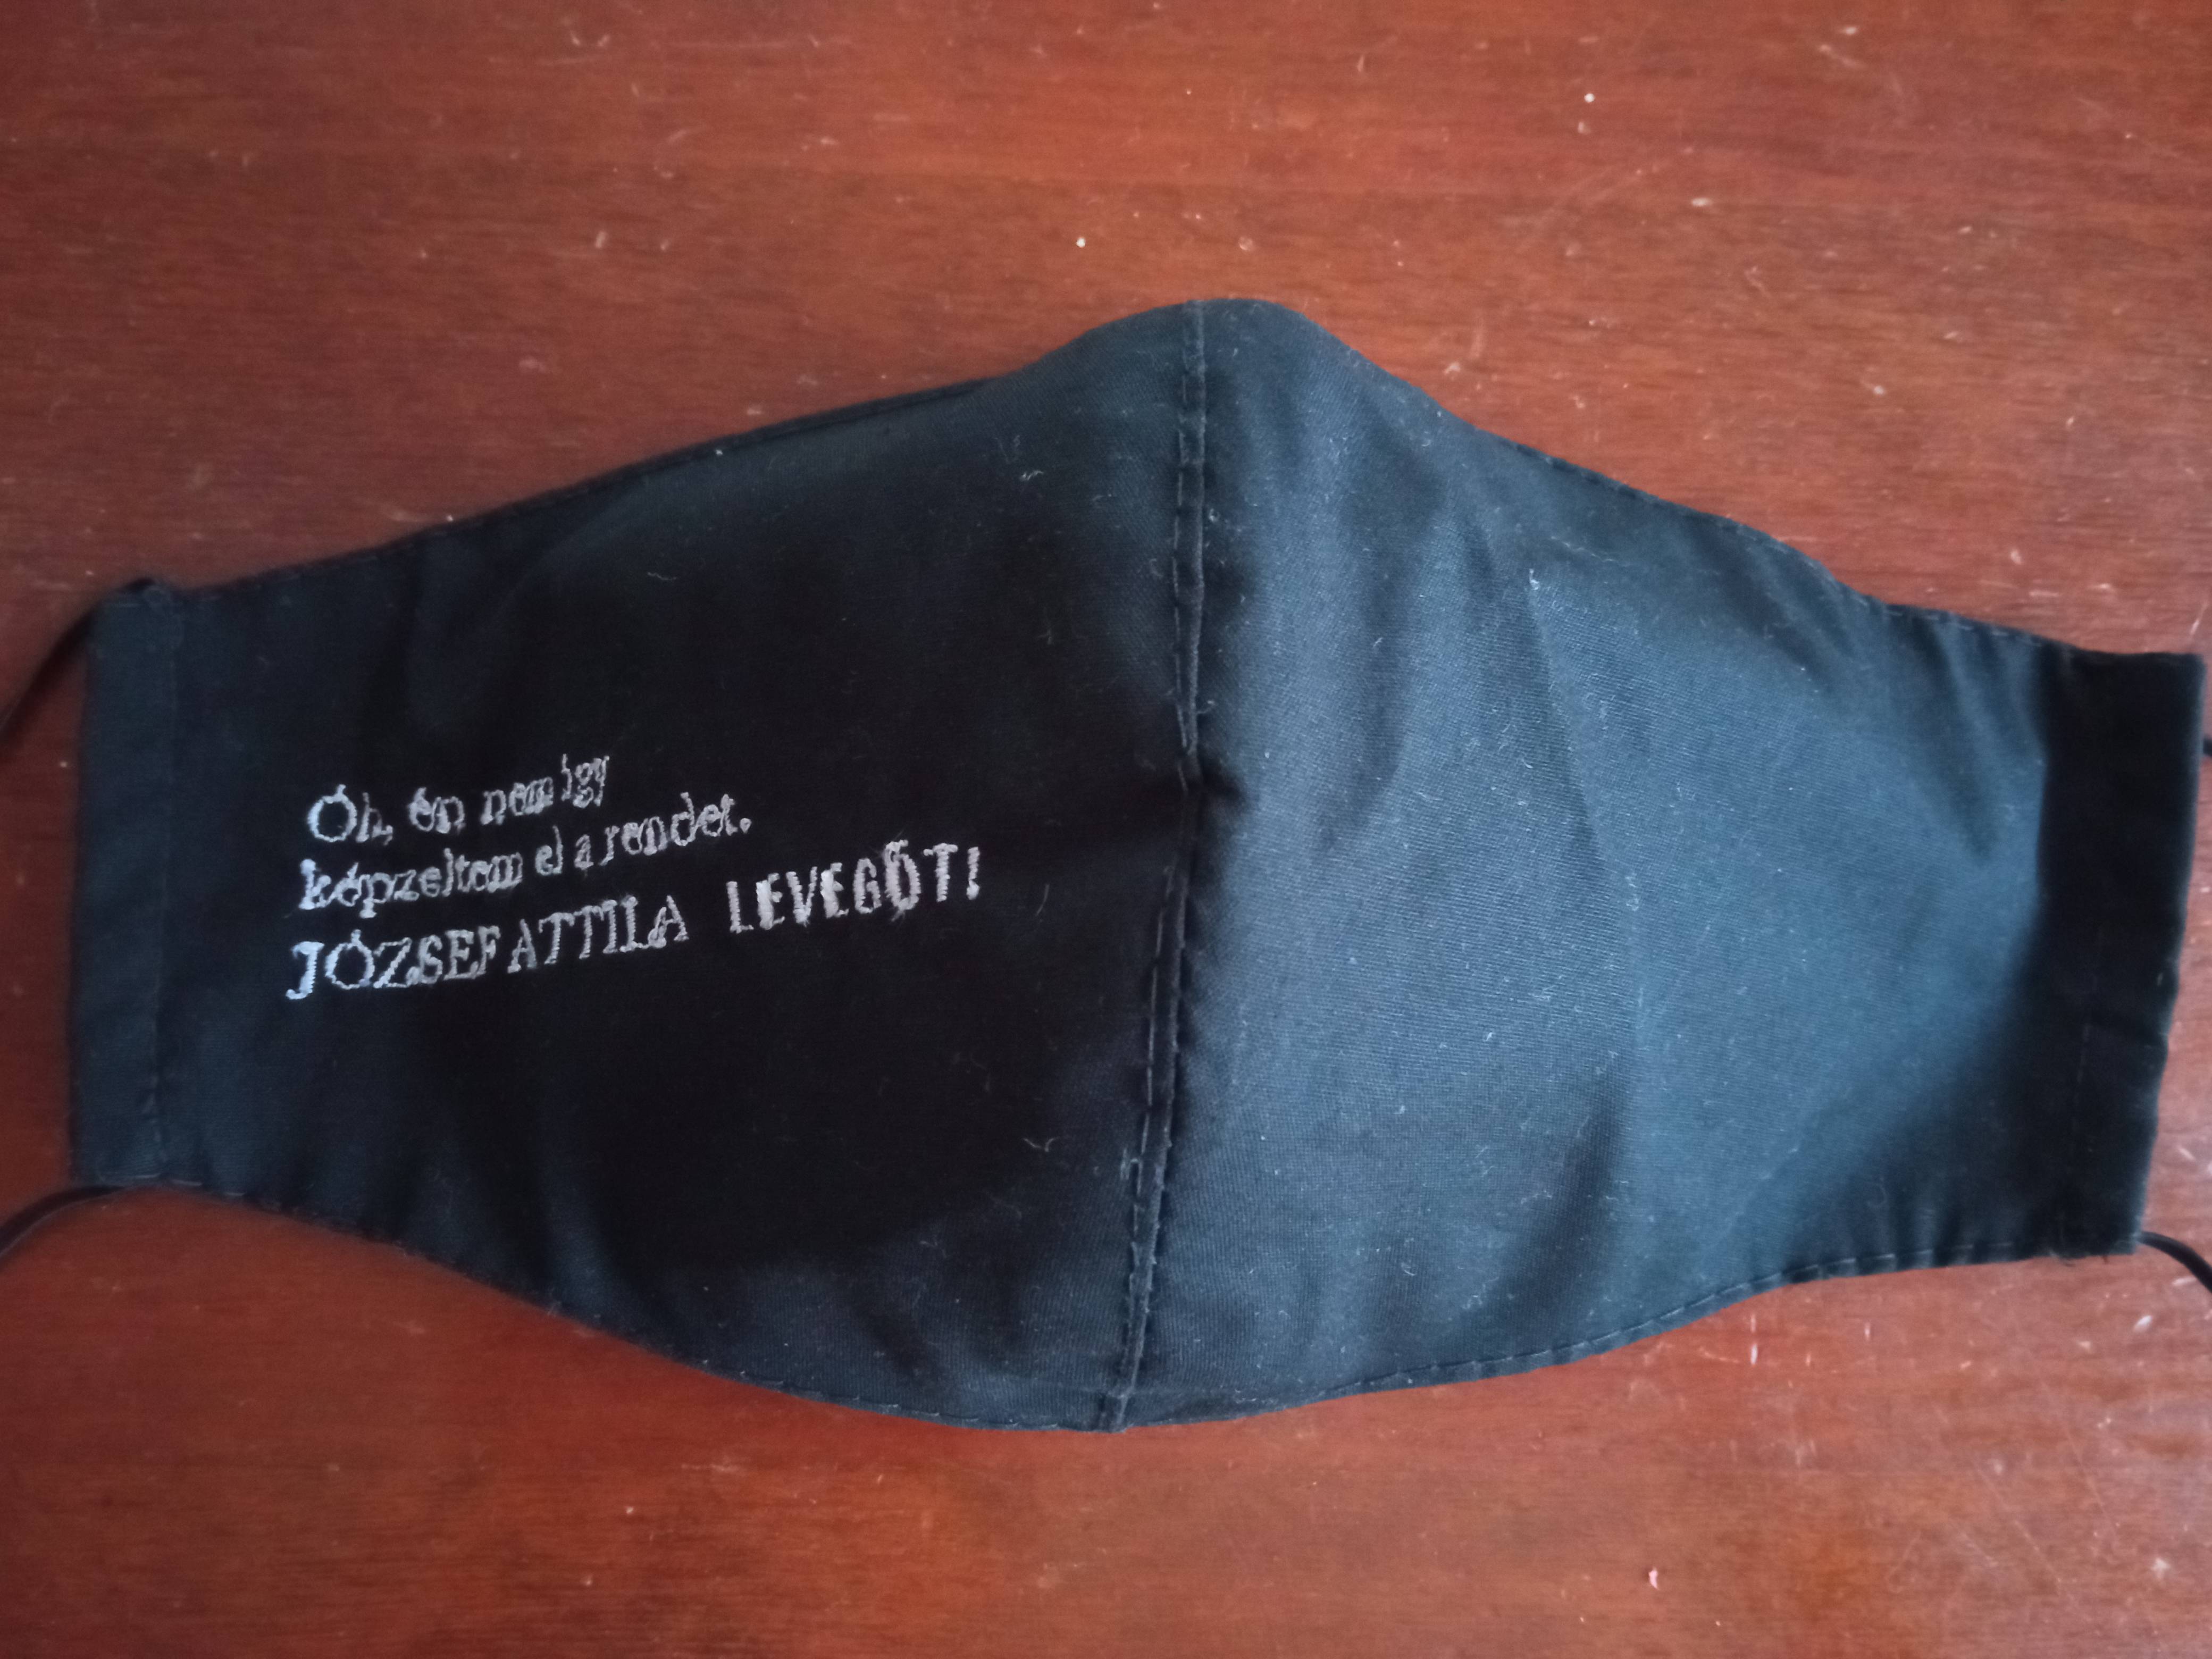 Óh, én nem így
képzeltem el a rendet.
JÓZSEF ATTILA LEVEGŐT!